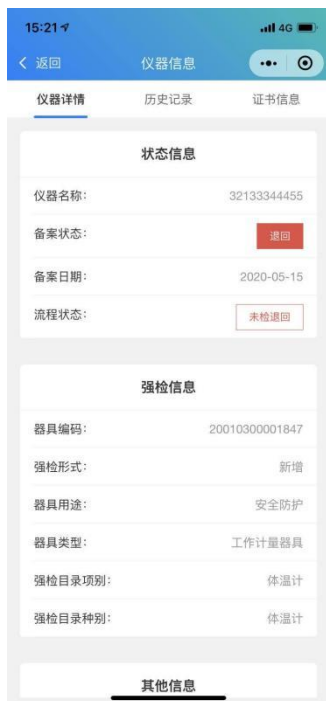 15:21
4G
返回
仪器信息
仪器详情 历史记录 证书信息
状态信息
仪器名称: 32133344455
备案状态: 退回
备案日期: 2020-05-15
流程状态: 未检退回
强检信息
器具编码: 20010300001847
强检形式: 新增
器具用途: 安全防护
器具类型: 工作计量器具
强检目录项别: 体温计
强检目录种别: 体温计
其他信息